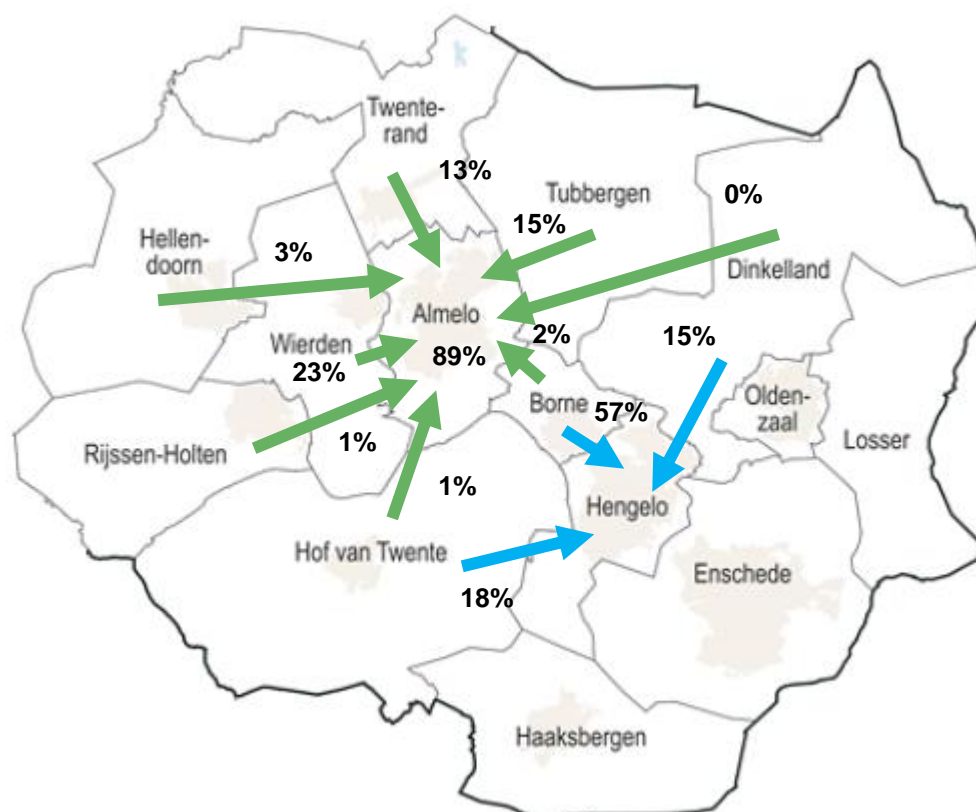 Twente-
rand
13%
Tubbergen
0%
15%
Hellen-
doorn
3%
Dinkelland
Almelo
2%
15%
Wierden
89%
23%
Olden-
zaal
Borne
57%
Losser
Rijssen-Holten
1%
1%
Hengelo
Hof van Twente
Enschede
18%
Haaksbergen